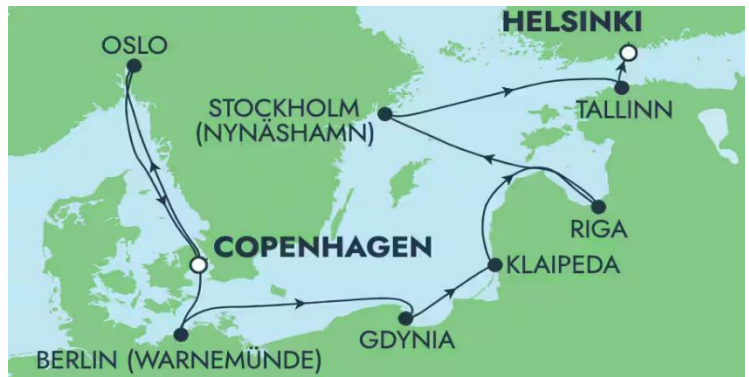 HELSINKI
OSLO
STOCKHOLM
(NYNÄSHAMN)
TALLINN
RIGA
COPENHAGEN
KLAIPEDA
GDYNIA
BERLIN (WARNEMÜNDE)